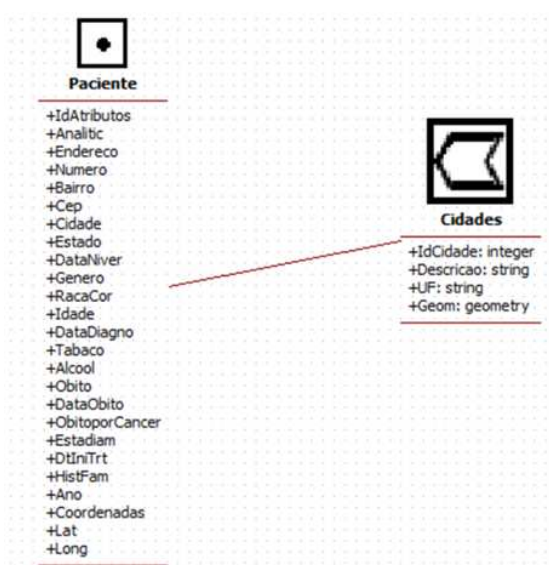 Paciente
+IdAtributos
+Analitic
+Endereco
+Numero
+Bairro
+Cep
+Cidade
+Estado
+DataNiver
+Genero
+RacaCor
+Idade
+DataDiagno
+Tabaco
+Alcool
+Obito
+DataObito
+ObitoporCancer
+Estadiam
+DtIniTrt
+HistFam
+Ano
+Coordenadas
+Lat
+Long
Cidades
+IdCidade: integer
+Descricao: string
+UF: string
+Geom: geometry